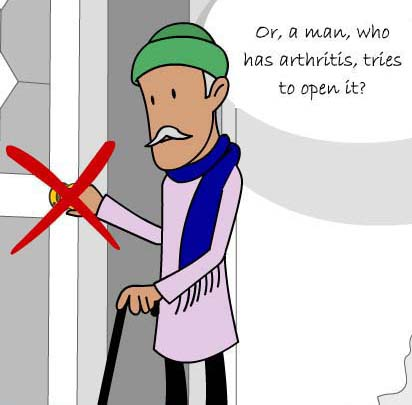 Or, a man, who
has arthritis, tries
to open it?